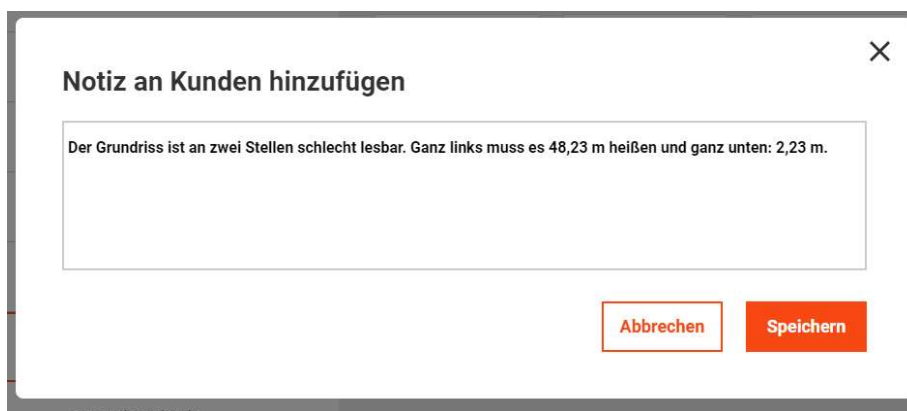 Notiz an Kunden hinzufügen
Der Grundriss ist an zwei Stellen schlecht lesbar. Ganz links muss es 48,23 m heißen und ganz unten: 2,23 m.
Abbrechen
Speichern